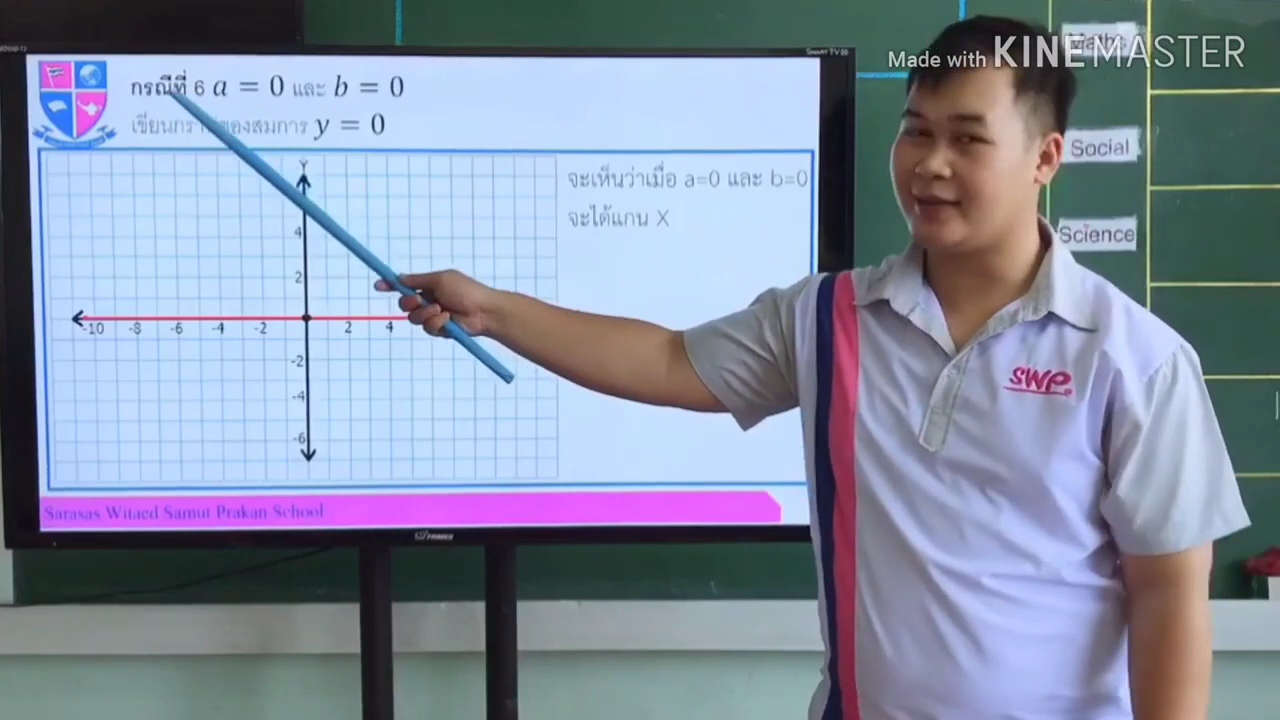 Made with KINEMASTER
กรณีที่ 6 a = 0 และ b = 0
เขียนกราฟของสมการ y = 0
จะเห็นว่าเมื่อ a=0 และ b=0
จะได้แกน X
Y
4
2
-10 -8 -6 -4 -2 2 4
-2
-4
-6
Sarasas Witaed Samut Prakan School
Maths
Social
Science
SWP